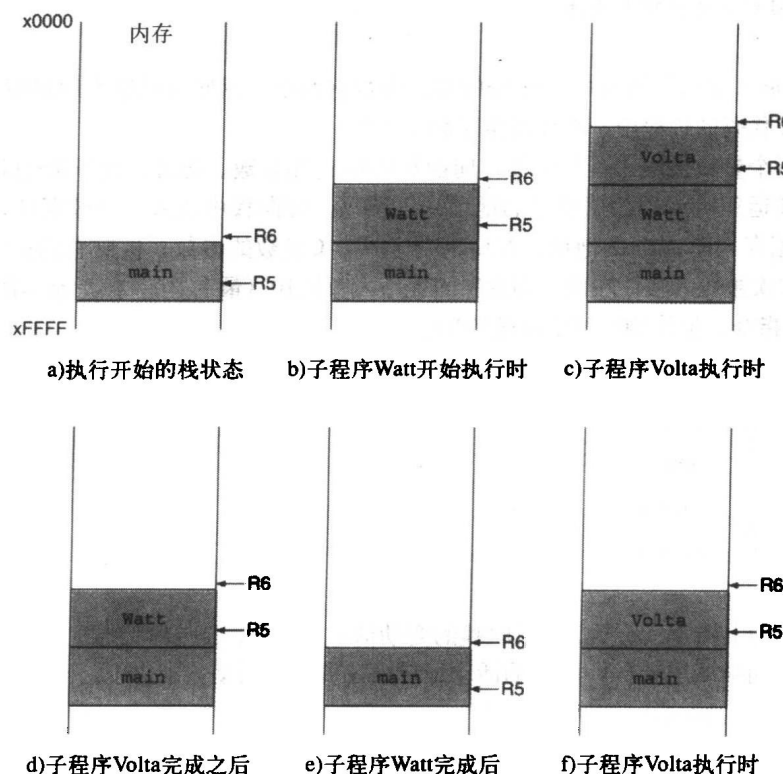 x0000
内存
R6
Volta
R5
R6
Watt
R5
Watt
R6
main
R5
main
main
xFFFF
a)执行开始的栈状态
b)子程序Watt开始执行时
c)子程序Volta执行时
R6
R6
Watt
R5
R6
Volta
R5
main
main
R5
main
d)子程序Volta完成之后
e)子程序Watt完成后
f)子程序Volta执行时